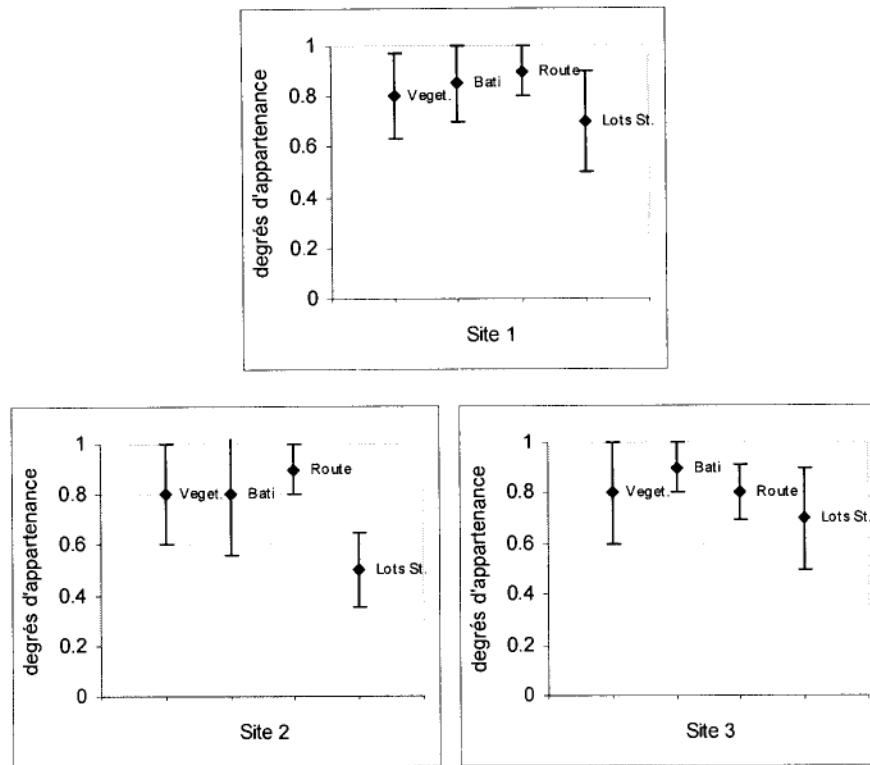 degrés d'appartenance
1
0.8
0.6
0.4
0.2
0
Veget.
Bati
Route
Lots St.
Site 1
degrés d'appartenance
1
0.8
0.6
0.4
0.2
0
Veget.
Bati
Route
Lots St.
Site 2
degrés d'appartenance
1
0.8
0.6
0.4
0.2
0
Veget.
Bati
Route
Lots St.
Site 3